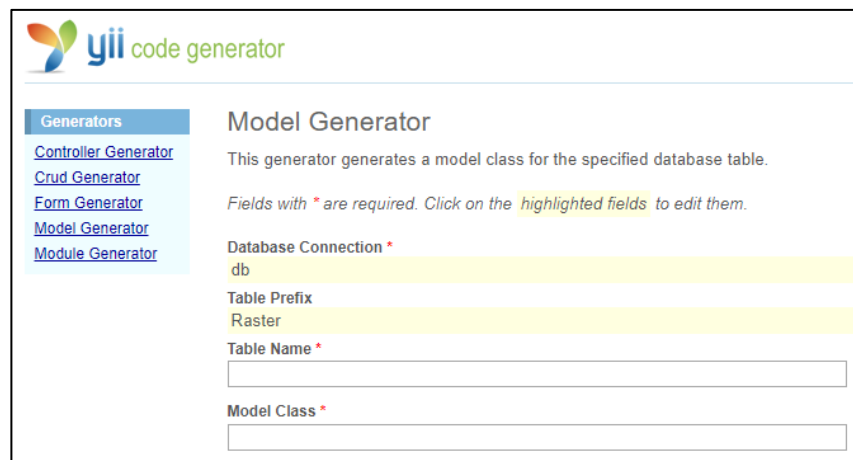 yii code generator
Generators
Controller Generator
Crud Generator
Form Generator
Model Generator
Module Generator
Model Generator
This generator generates a model class for the specified database table.
Fields with * are required. Click on the highlighted fields to edit them.
Database Connection *
db
Table Prefix
Raster
Table Name *
Model Class *